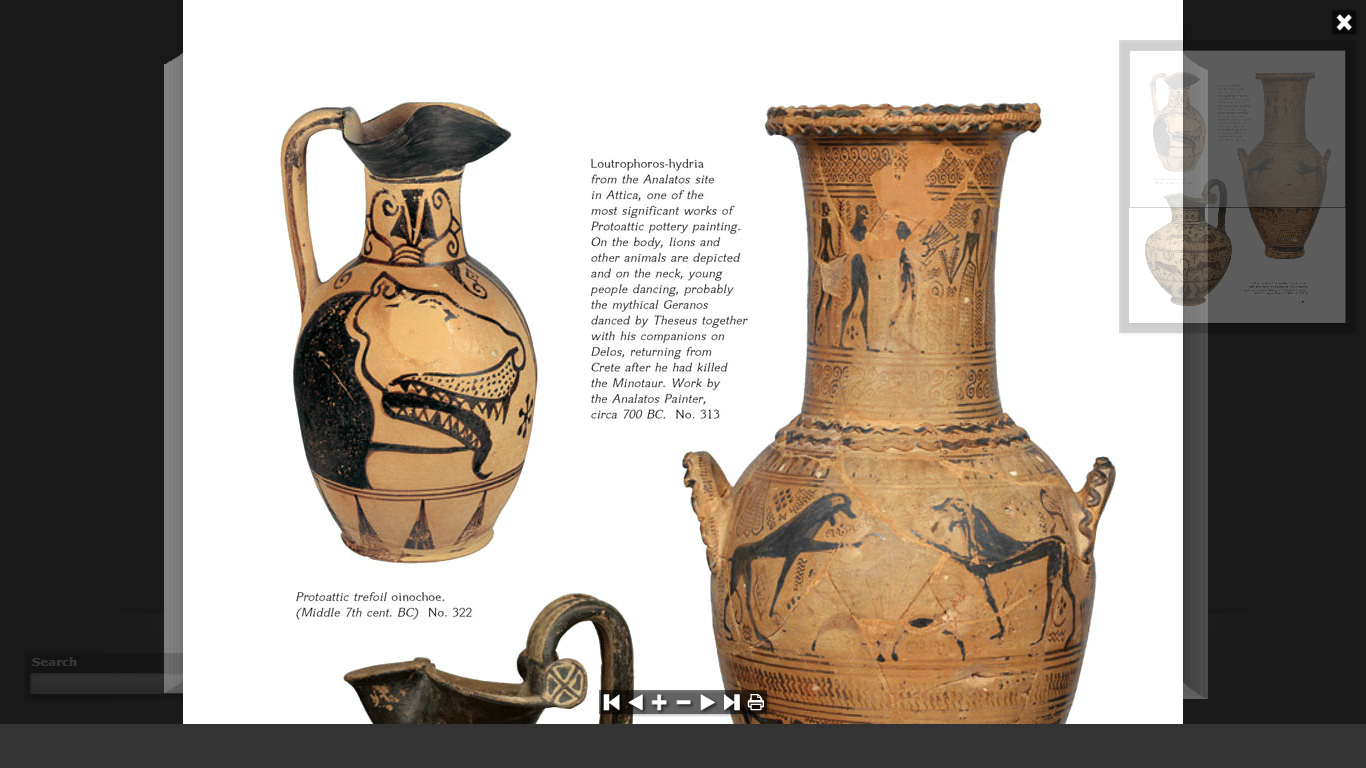 Loutrophoros-hydria
from the Analatos site
in Attica, one of the
most significant works of
Protoattic pottery painting.
On the body, lions and
other animals are depicted
and on the neck, young
people dancing, probably
the mythical Geranos
danced by Theseus together
with his companions on
Delos, returning from
Crete after he had killed
the Minotaur. Work by
the Analatos Painter,
circa 700 BC. No. 313
Protoattic trefoil oinochoe.
(Middle 7th cent. BC) No. 322
Search